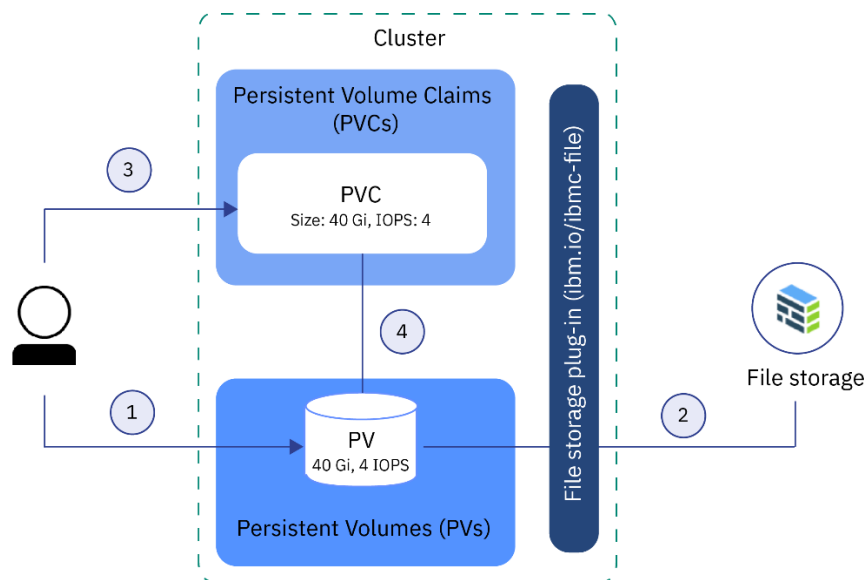 Cluster
Persistent Volume Claims
(PVCs)
3
PVC
Size: 40 Gi, IOPS: 4
File storage plug-in (ibm.io/ibmc-file)
4
File storage
1
2
PV
40 Gi, 4 IOPS
Persistent Volumes (PVs)